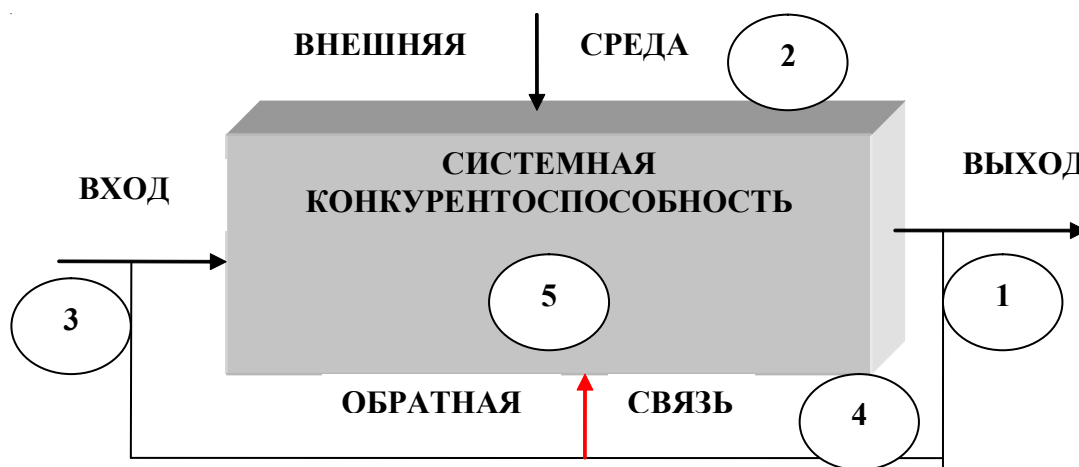 ВНЕШНЯЯ СРЕДА 2
СИСТЕМНАЯ
КОНКУРЕНТОСПОСОБНОСТЬ
ВХОД
ВЫХОД
3
5
1
ОБРАТНАЯ СВЯЗЬ
4